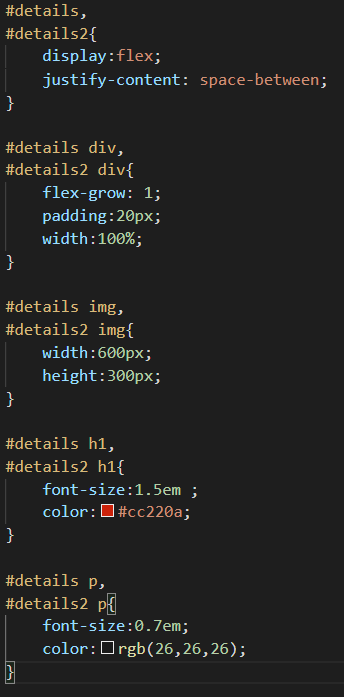 #details,
#details2{
    display:flex;
    justify-content: space-between;
}

#details div,
#details2 div{
    flex-grow: 1;
    padding:20px;
    width:100%;
}

#details img,
#details2 img{
    width:600px;
    height:300px;
}

#details h1,
#details2 h1{
    font-size:1.5em ;
    color:#cc220a;
}

#details p,
#details2 p{
    font-size:0.7em;
    color:rgb(26,26,26);
}